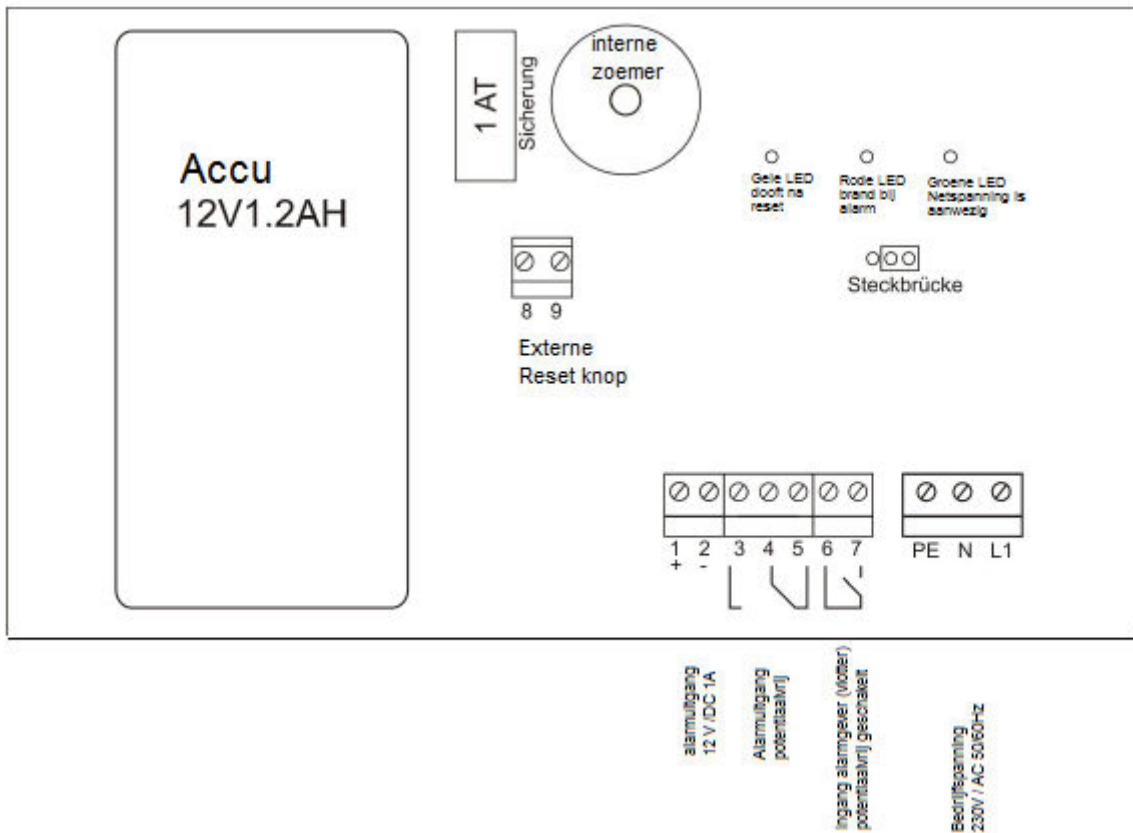 Accu
12V1.2AH
1 AT
Sicherung
interne
zoemer
Gele LED
dooft na
reset
Rode LED
brand bij
alarm
Groene LED
Netspanning is
aanwezig
Steckbrücke
8 9
Externe
Reset knop
1 2 3 4 5 6 7
+ -
PE N L1
alarmuitgang
12 V /DC 1A
Alarmuitgang
potentiaalvrij
Ingang alarmgever (vlotter)
potentiaalvrij geschakelt
Bedrijfspanning
230V / AC 50/60Hz